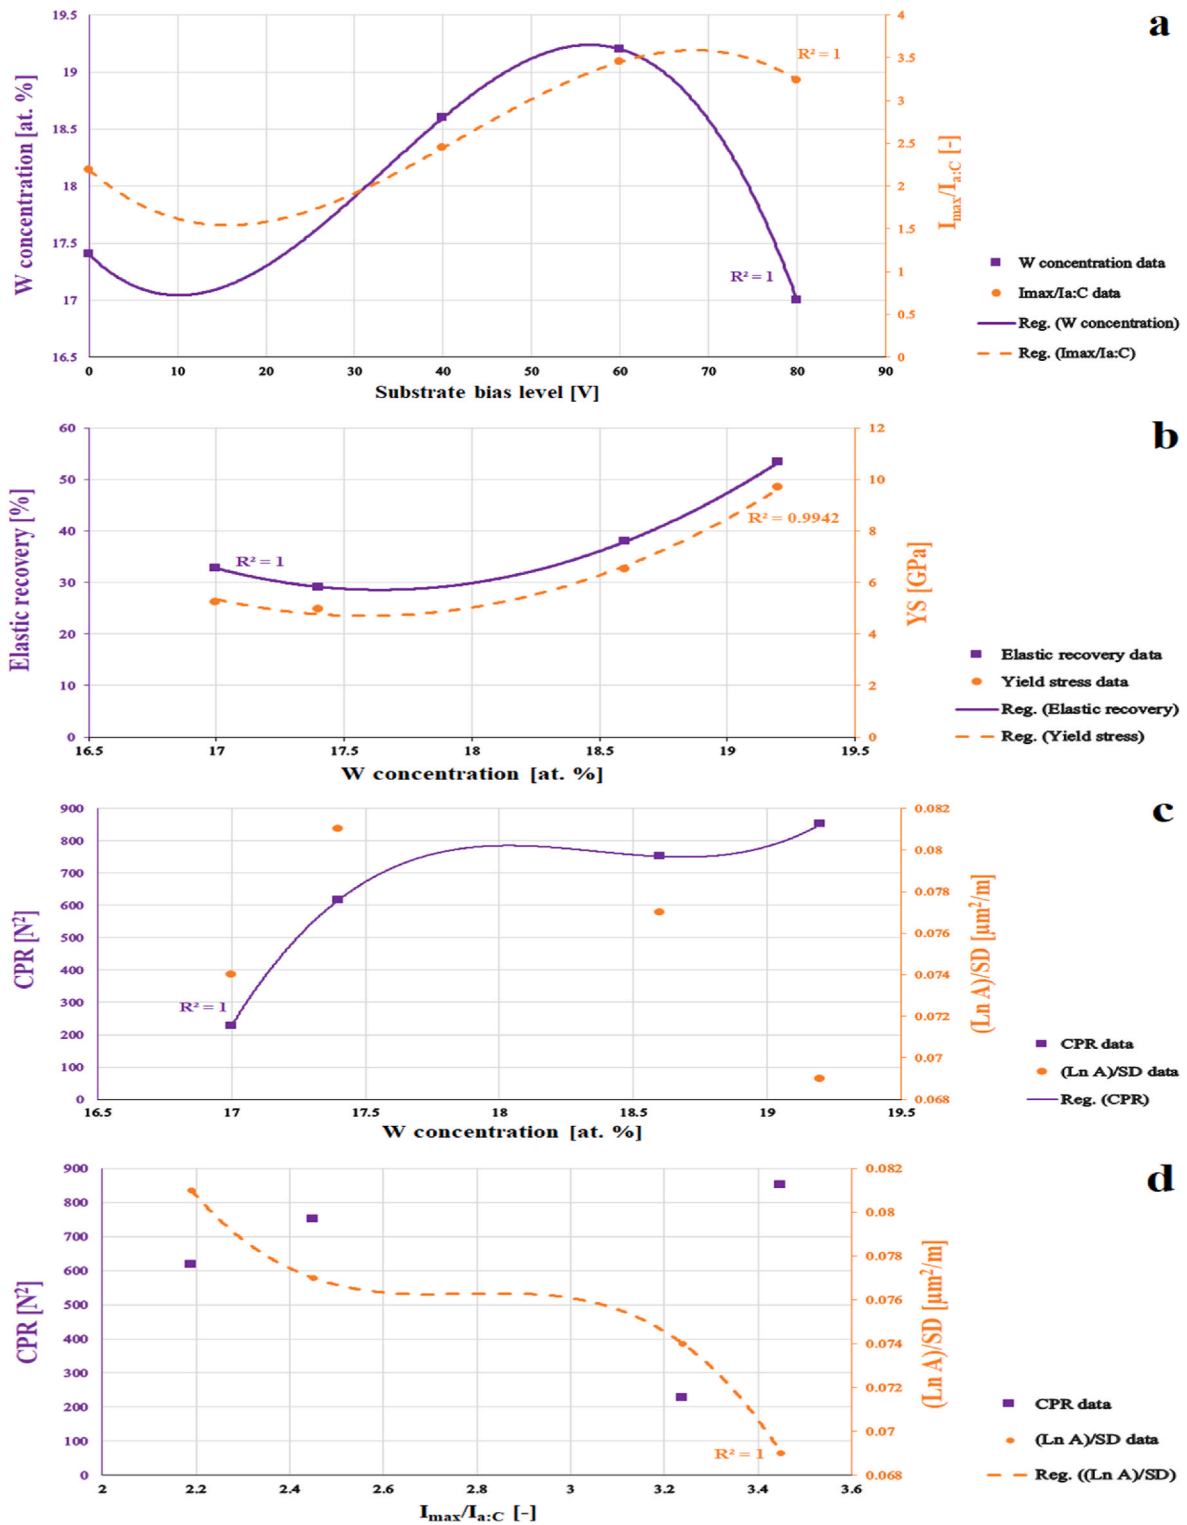 a
19.5
19
18.5
18
17.5
17
16.5
W concentration [at. %]
4
3.5
3
2.5
2
1.5
1
0.5
0
I_max/I_a:C [-]
R² = 1
R² = 1
0 10 20 30 40 50 60 70 80 90
Substrate bias level [V]
W concentration data
Imax/Ia:C data
Reg. (W concentration)
Reg. (Imax/Ia:C)
b
60
50
40
30
20
10
0
Elastic recovery [%]
12
10
8
6
4
2
0
YS [GPa]
R² = 1
R² = 0.9942
16.5 17 17.5 18 18.5 19 19.5
W concentration [at. %]
Elastic recovery data
Yield stress data
Reg. (Elastic recovery)
Reg. (Yield stress)
c
900
800
700
600
500
400
300
200
100
0
CPR [N²]
0.082
0.08
0.078
0.076
0.074
0.072
0.07
0.068
(Ln A)/SD [µm²/m]
R² = 1
16.5 17 17.5 18 18.5 19 19.5
W concentration [at. %]
CPR data
(Ln A)/SD data
Reg. (CPR)
d
900
800
700
600
500
400
300
200
100
0
CPR [N²]
0.082
0.08
0.078
0.076
0.074
0.072
0.07
0.068
(Ln A)/SD [µm²/m]
R² = 1
2 2.2 2.4 2.6 2.8 3 3.2 3.4 3.6
I_max/I_a:C [-]
CPR data
(Ln A)/SD data
Reg. ((Ln A)/SD)